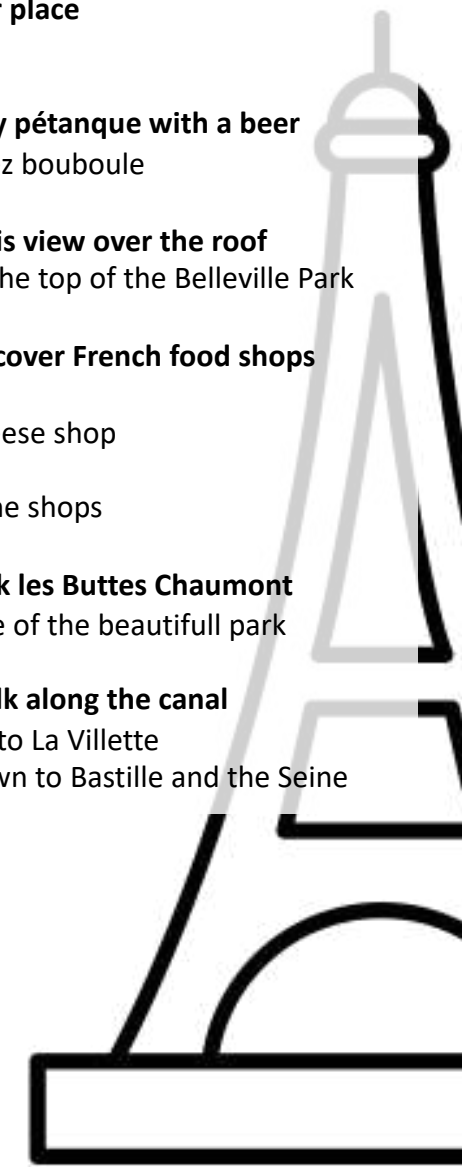 r place
y pétanque with a beer
z bouboule
is view over the roof
he top of the Belleville Park
cover French food shops
ese shop
ne shops
k les Buttes Chaumont
e of the beautifull park
lk along the canal
to La Villette
wn to Bastille and the Seine